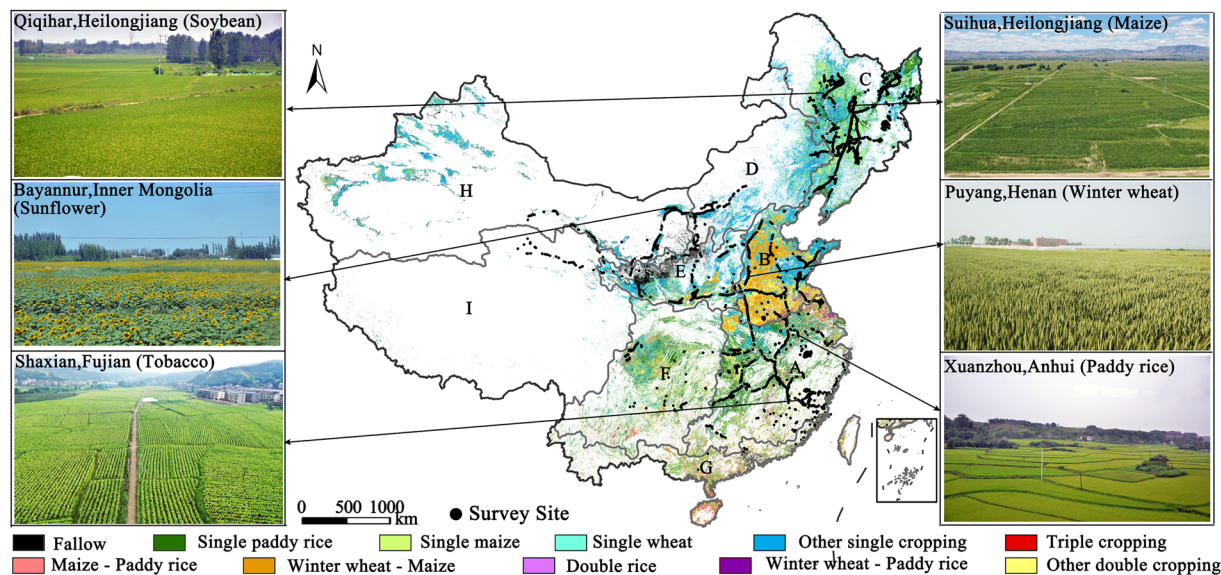 Qiqihar,Heilongjiang (Soybean)
Bayannur,Inner Mongolia
(Sunflower)
Shaxian,Fujian (Tobacco)
N
C
D
H
B
E
I
F
A
G
0 500 1000
km
Survey Site
Suihua,Heilongjiang (Maize)
Puyang,Henan (Winter wheat)
Xuanzhou,Anhui (Paddy rice)
Fallow Single paddy rice Single maize Single wheat Other single cropping Triple cropping
Maize - Paddy rice Winter wheat - Maize Double rice Winter wheat - Paddy rice Other double cropping